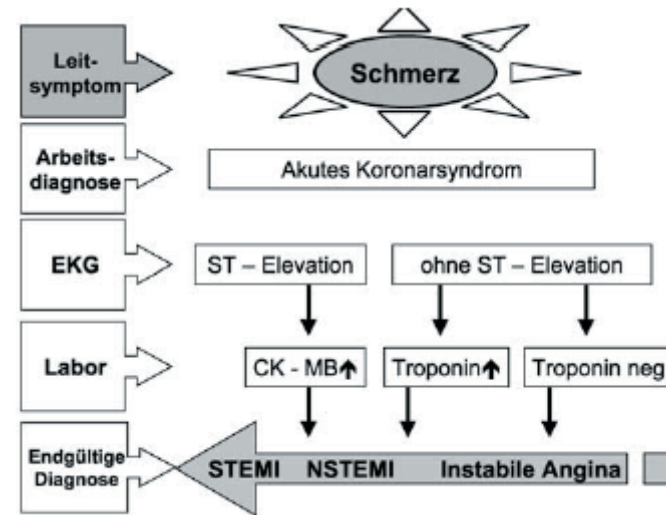 Leit-
symptom
Schmerz
Arbeits-
diagnose
Akutes Koronarsyndrom
EKG
ST – Elevation
ohne ST – Elevation
Labor
CK - MB↑
Troponin↑
Troponin neg
Endgültige
Diagnose
STEMI
NSTEMI
Instabile Angina